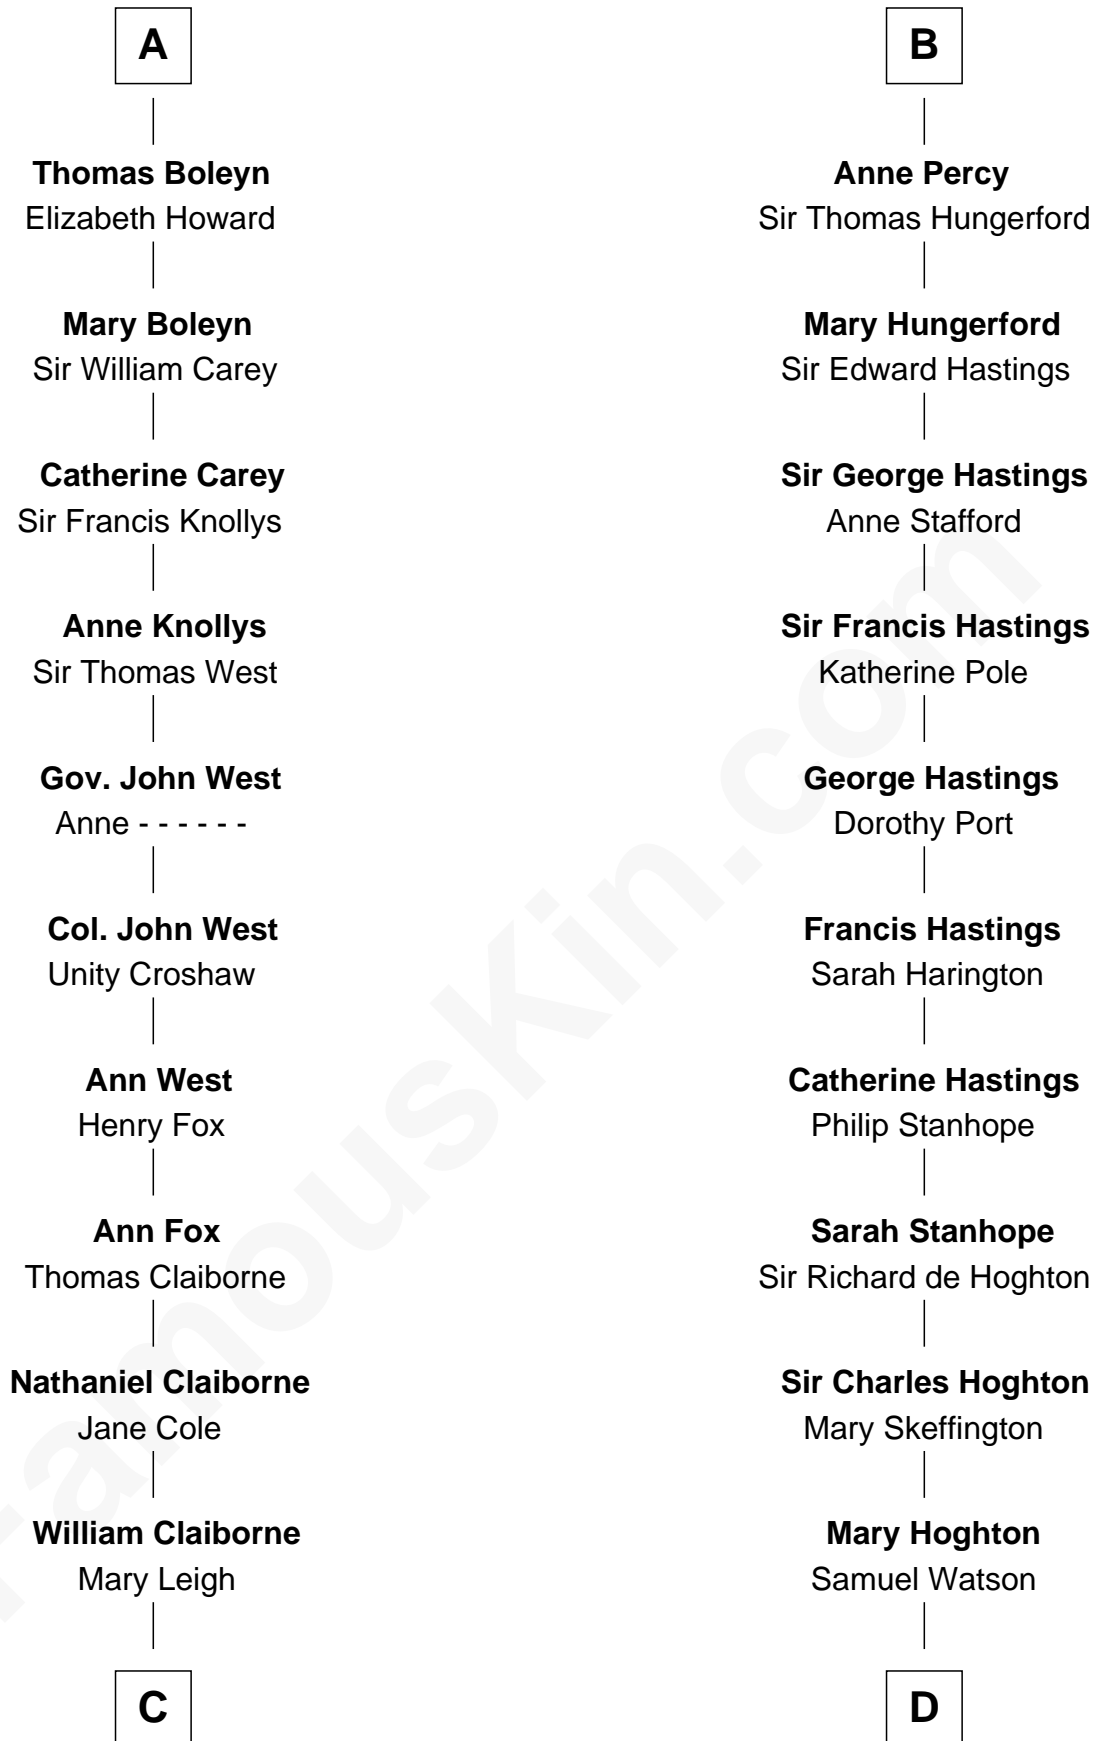 A
Thomas Boleyn
Elizabeth Howard
Mary Boleyn
Sir William Carey
Catherine Carey
Sir Francis Knollys
Anne Knollys
Sir Thomas West
Gov. John West
Anne - - - - - -
Col. John West
Unity Croshaw
Ann West
Henry Fox
Ann Fox
Thomas Claiborne
Nathaniel Claiborne
Jane Cole
William Claiborne
Mary Leigh
C
B
Anne Percy
Sir Thomas Hungerford
Mary Hungerford
Sir Edward Hastings
Sir George Hastings
Anne Stafford
Sir Francis Hastings
Katherine Pole
George Hastings
Dorothy Port
Francis Hastings
Sarah Harington
Catherine Hastings
Philip Stanhope
Sarah Stanhope
Sir Richard de Hoghton
Sir Charles Hoghton
Mary Skeffington
Mary Hoghton
Samuel Watson
D
FamousKin.com